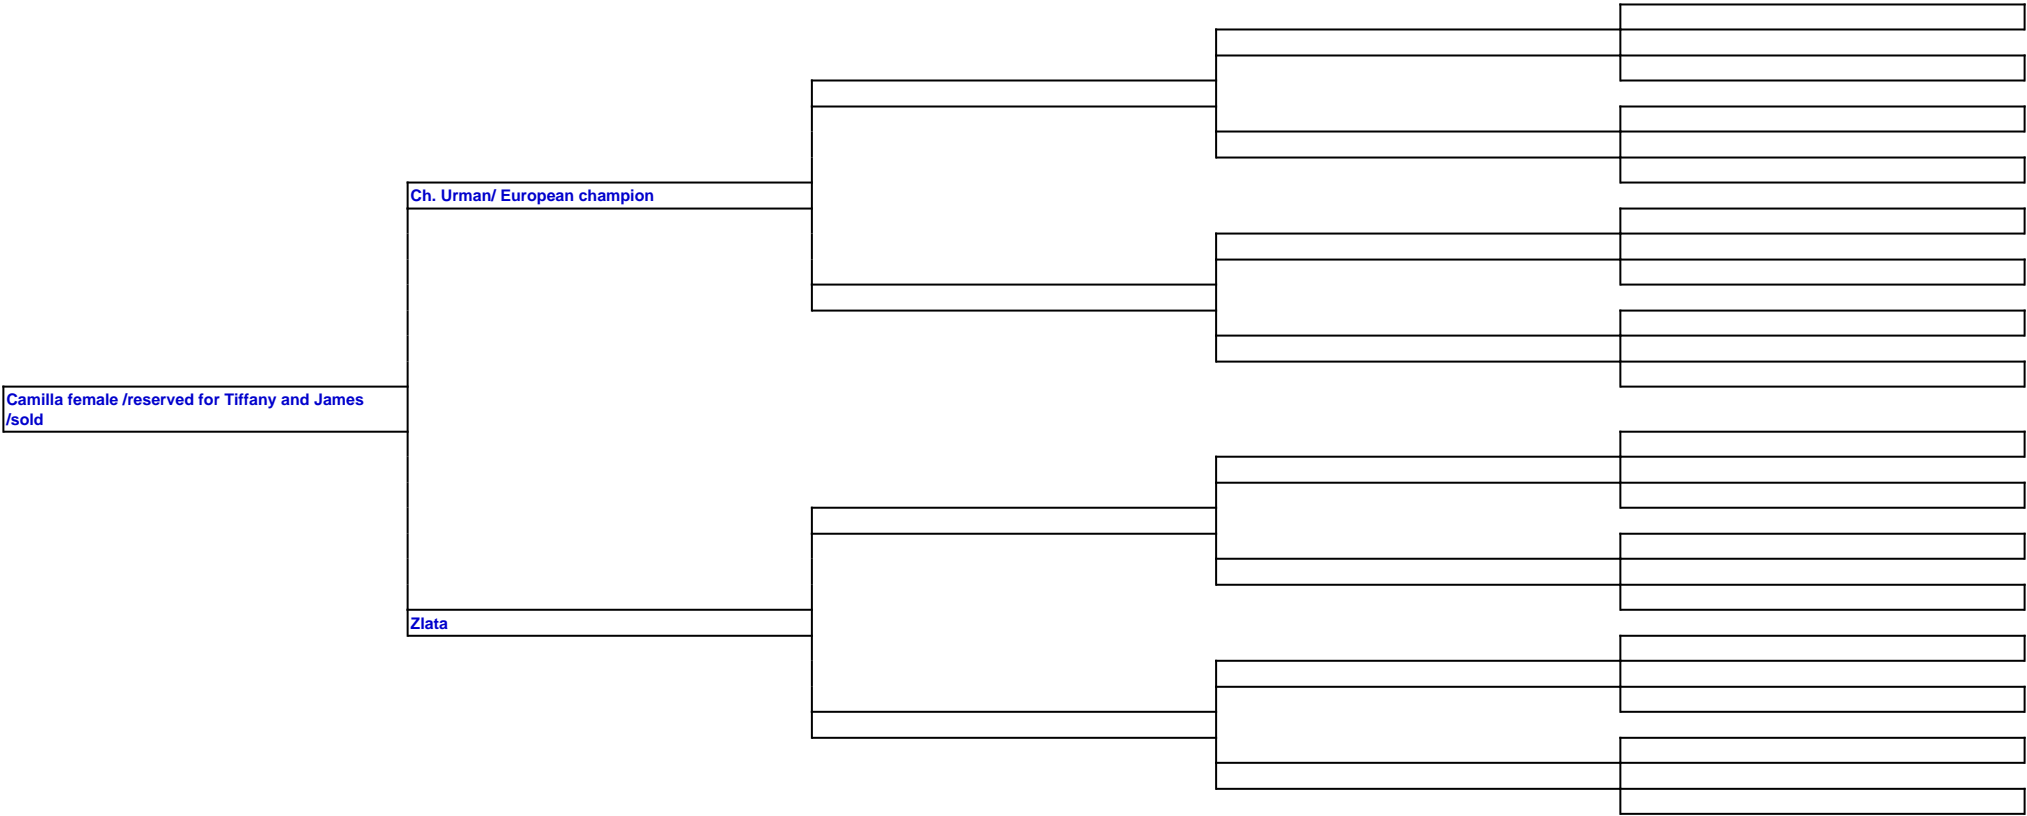 Ch. Urman/ European champion
Camilla female /reserved for Tiffany and James
/sold
Zlata